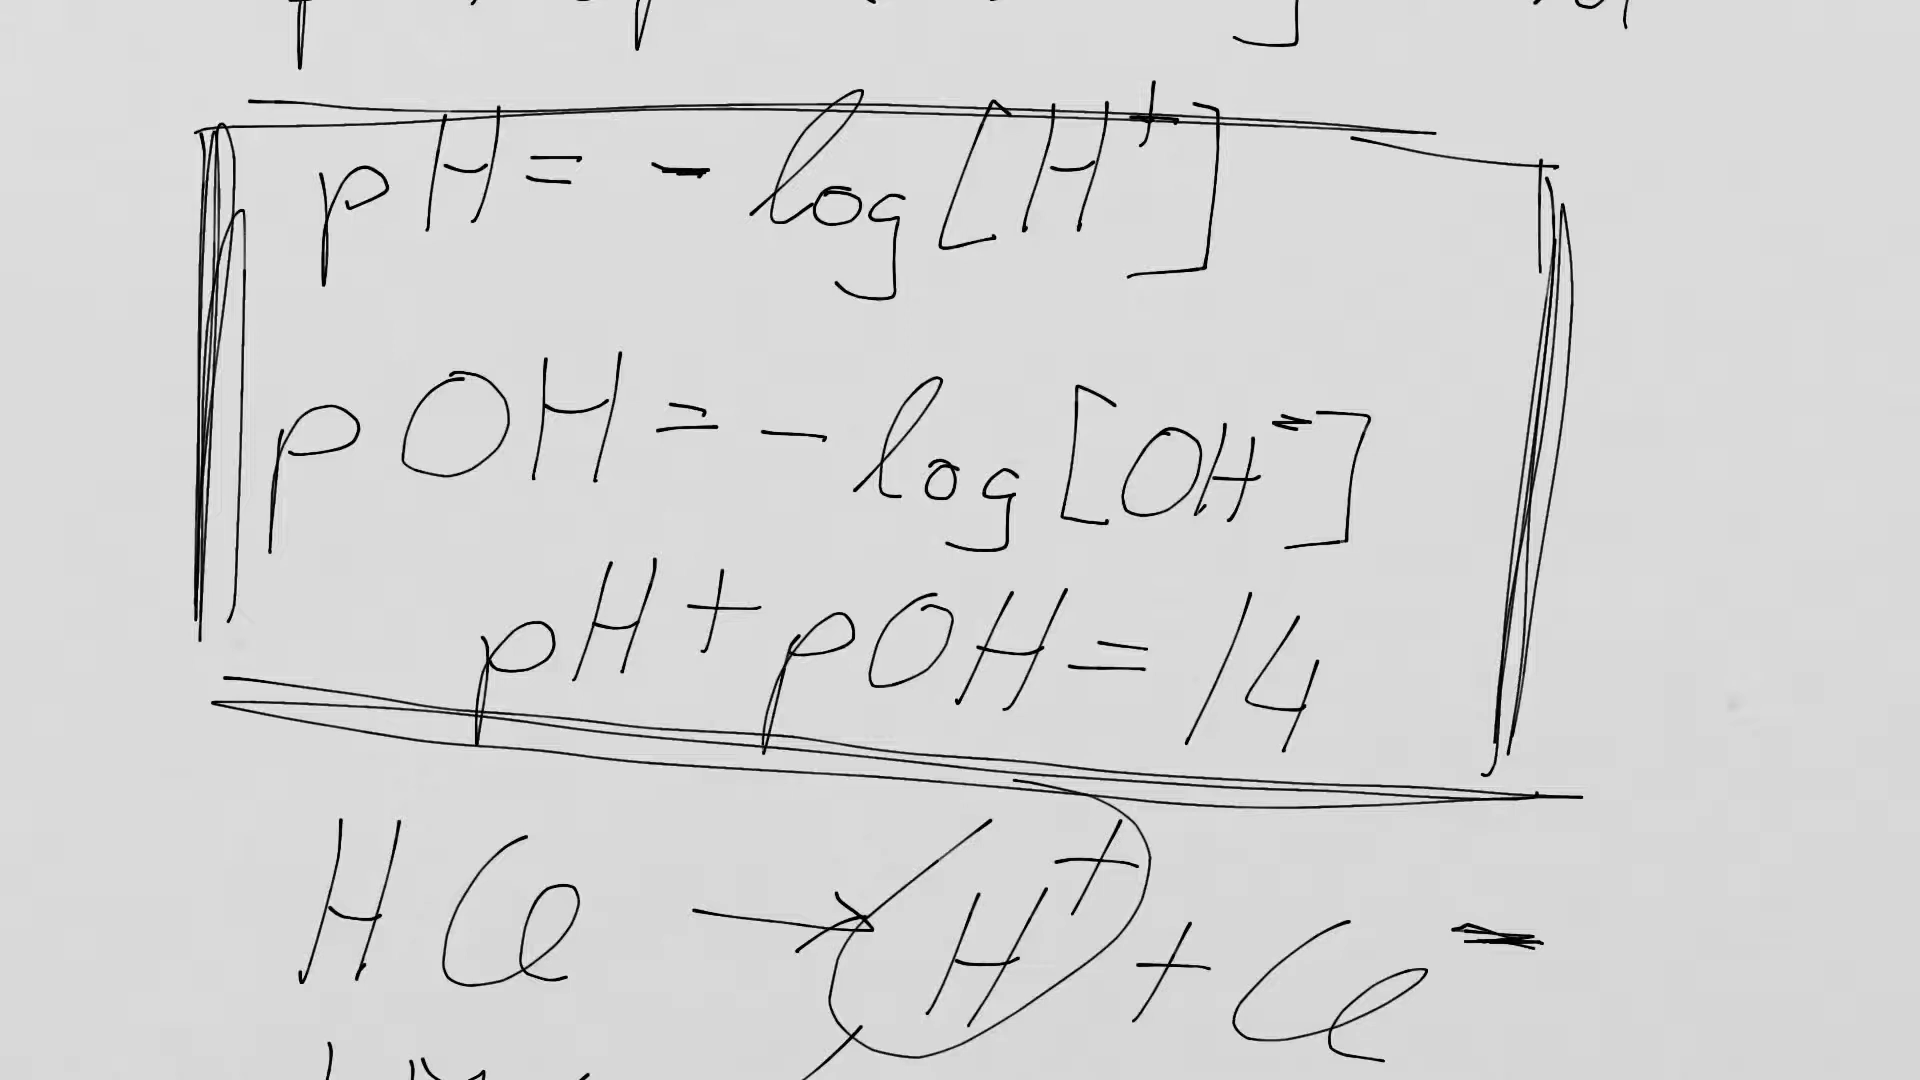 pH = - log[H⁺]
pOH = - log[OH⁻]
pH + pOH = 14
HCl → H⁺ + Cl⁻